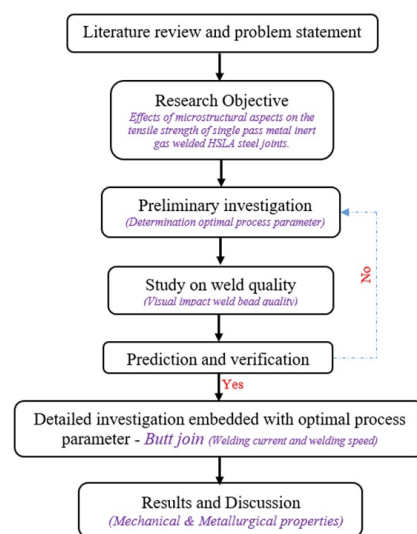 Literature review and problem statement
Research Objective
Effects of microstructural aspects on the
tensile strength of single pass metal inert
gas welded HSLA steel joints.
Preliminary investigation
(Determination optimal process parameter)
No
Study on weld quality
(Visual impact weld bead quality)
Prediction and verification
Yes
Detailed investigation embedded with optimal process
parameter - Butt join (Welding current and welding speed)
Results and Discussion
(Mechanical & Metallurgical properties)